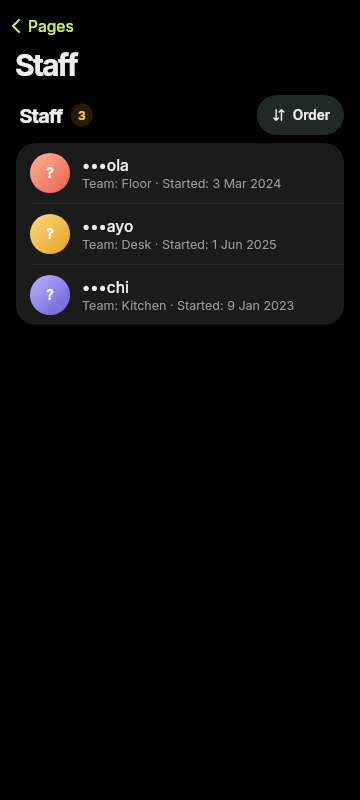 Pages
Staff
Staff 3
Order
? •••ola
Team: Floor · Started: 3 Mar 2024
? •••ayo
Team: Desk · Started: 1 Jun 2025
? •••chi
Team: Kitchen · Started: 9 Jan 2023